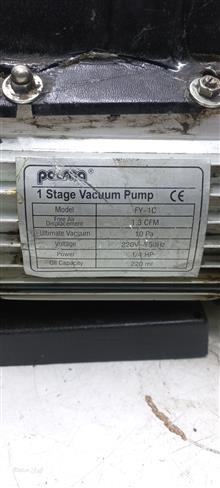 1 Stage Vacuum Pump CE
Model FY-1C
Free Air Displacement 1.3 CFM
Ultimate Vacuum 10 Pa
Voltage 220V~/50Hz
Power 1/4 HP
Oil Capacity 220 ml